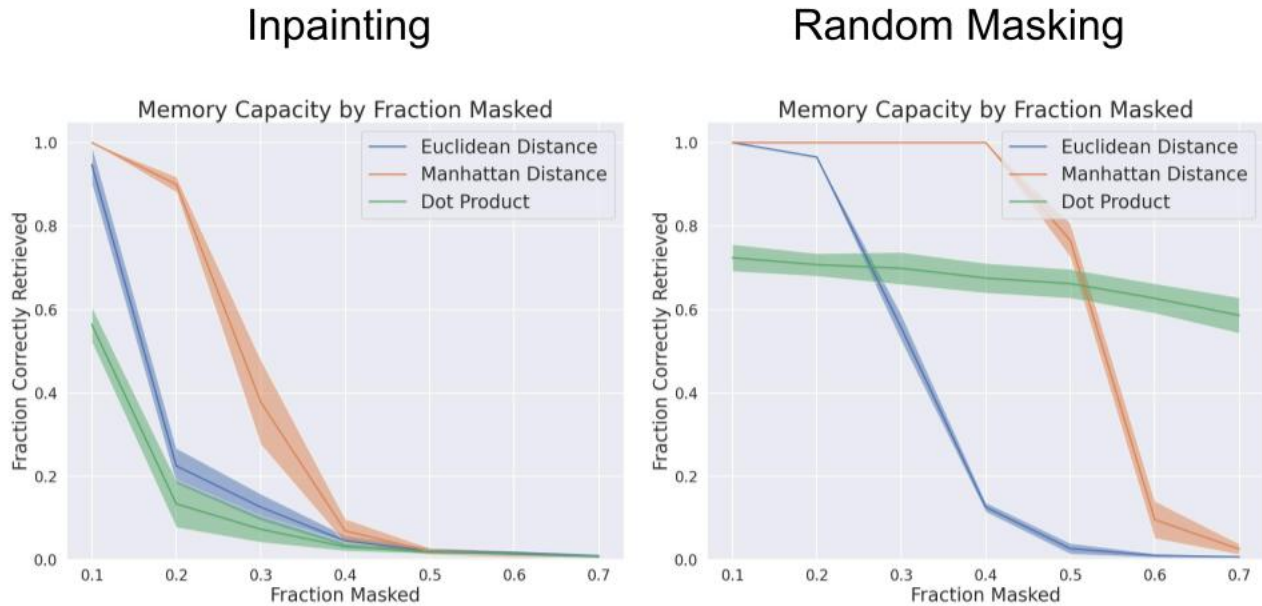 Inpainting
Memory Capacity by Fraction Masked
Fraction Correctly Retrieved
1.0
0.8
0.6
0.4
0.2
0.0
Euclidean Distance
Manhattan Distance
Dot Product
0.1 0.2 0.3 0.4 0.5 0.6 0.7
Fraction Masked
Random Masking
Memory Capacity by Fraction Masked
Fraction Correctly Retrieved
1.0
0.8
0.6
0.4
0.2
0.0
Euclidean Distance
Manhattan Distance
Dot Product
0.1 0.2 0.3 0.4 0.5 0.6 0.7
Fraction Masked